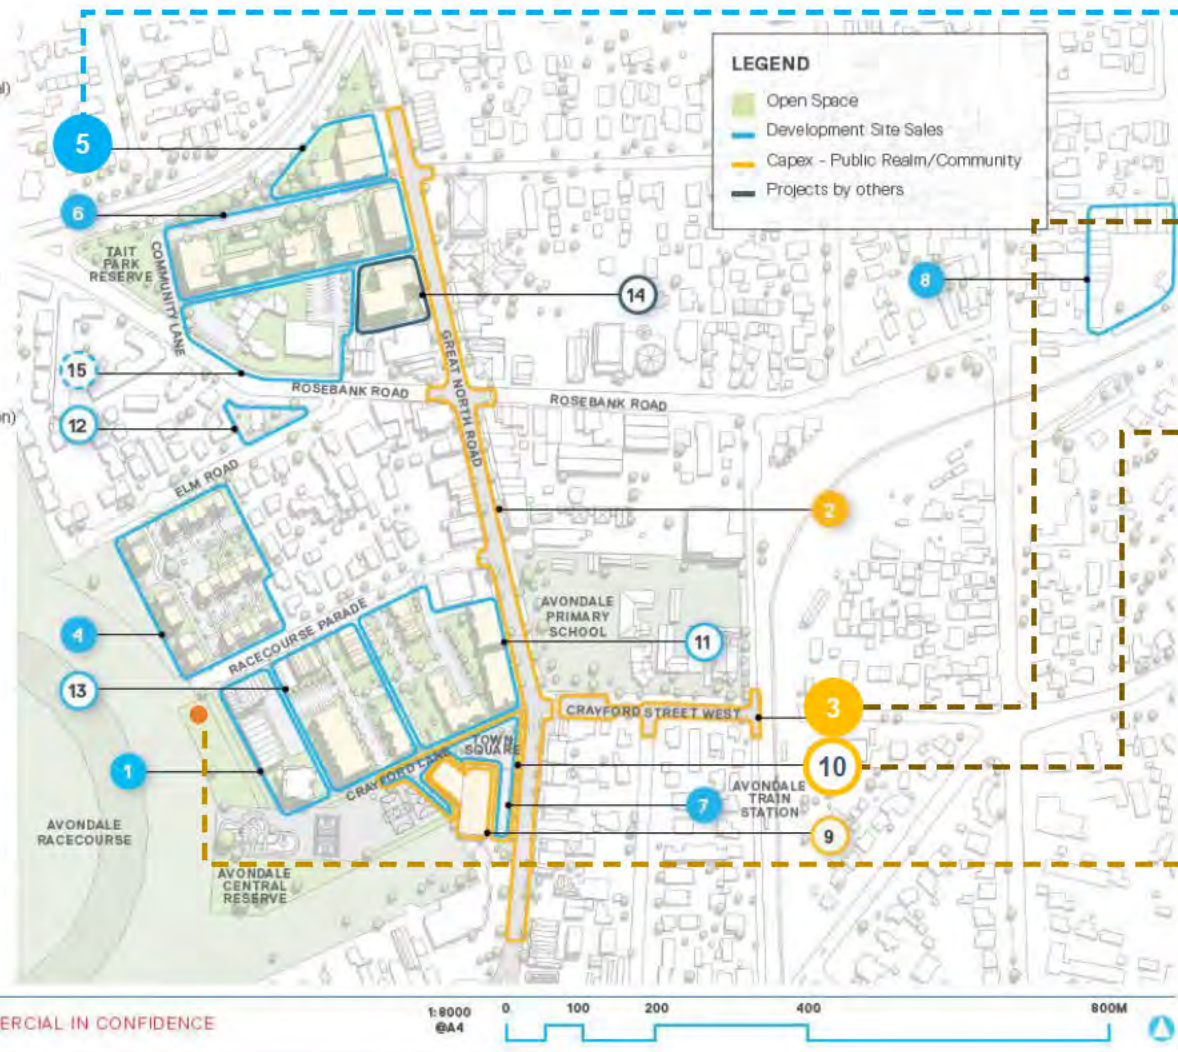 LEGEND
Open Space
Development Site Sales
Capex - Public Realm/Community
Projects by others
5
6
TAIT
PARK
RESERVE
COMMUNITY LANE
8
14
GREAT NORTH ROAD
15
ROSEBANK ROAD
ROSEBANK ROAD
12
ELM ROAD
2
AVONDALE
PRIMARY
SCHOOL
4
RACECOURSE PARADE
11
13
CRAYFORD STREET WEST
3
TOWN
SQUARE
10
1
CRAYFORD LANE
7
AVONDALE
TRAIN
STATION
AVONDALE
RACECOURSE
9
AVONDALE
CENTRAL
RESERVE
ERCIAL IN CONFIDENCE
1:8000
@A4
0 100 200 400 800M